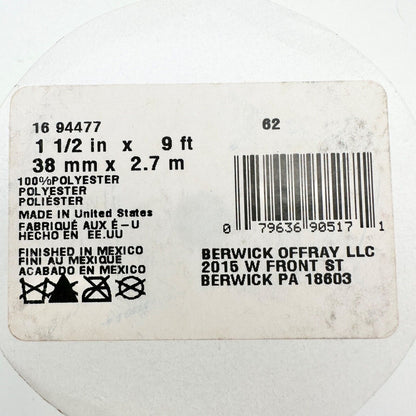 16 94477 62
1 1/2 in x 9 ft
38 mm x 2.7 m
100%POLYESTER
POLYESTER
POLIÉSTER
MADE IN United States
FABRIQUÉ AUX É-U
HECHO EN EE.UU
FINISHED IN MEXICO
FINI AU MEXIQUE
ACABADO EN MEXICO
0 79636 90517 1
BERWICK OFFRAY LLC
2015 W FRONT ST
BERWICK PA 18603